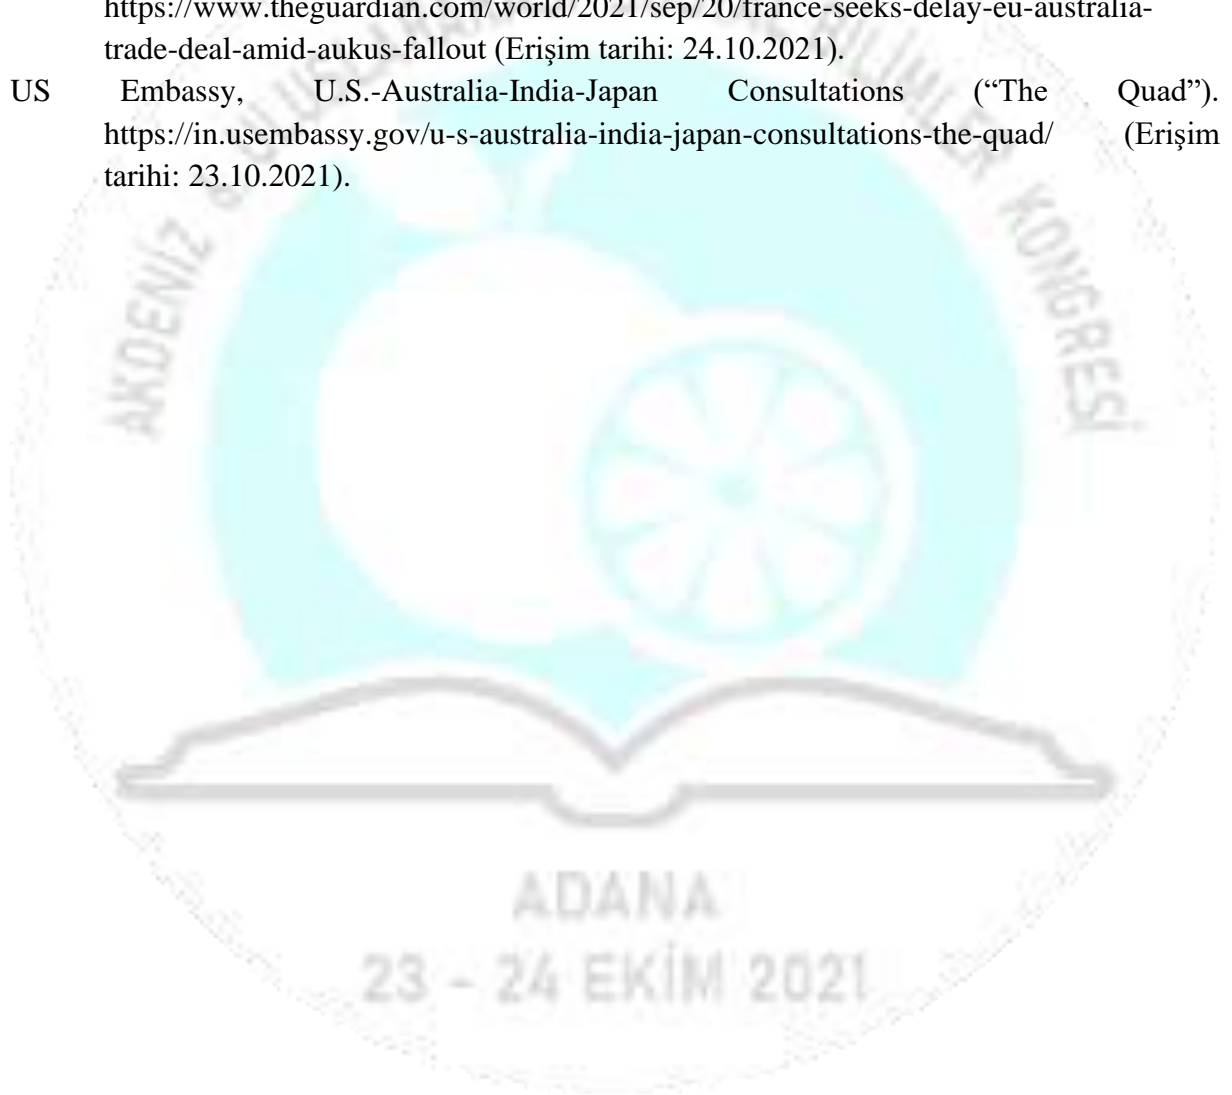 https://www.theguardian.com/world/2021/sep/20/france-seeks-delay-eu-australia-
trade-deal-amid-aukus-fallout (Erişim tarihi: 24.10.2021).
US Embassy, U.S.-Australia-India-Japan Consultations (“The Quad”).
https://in.usembassy.gov/u-s-australia-india-japan-consultations-the-quad/ (Erişim
tarihi: 23.10.2021).
AKDENİZ
KONGRESİ
ADANA
23 - 24 EKİM 2021